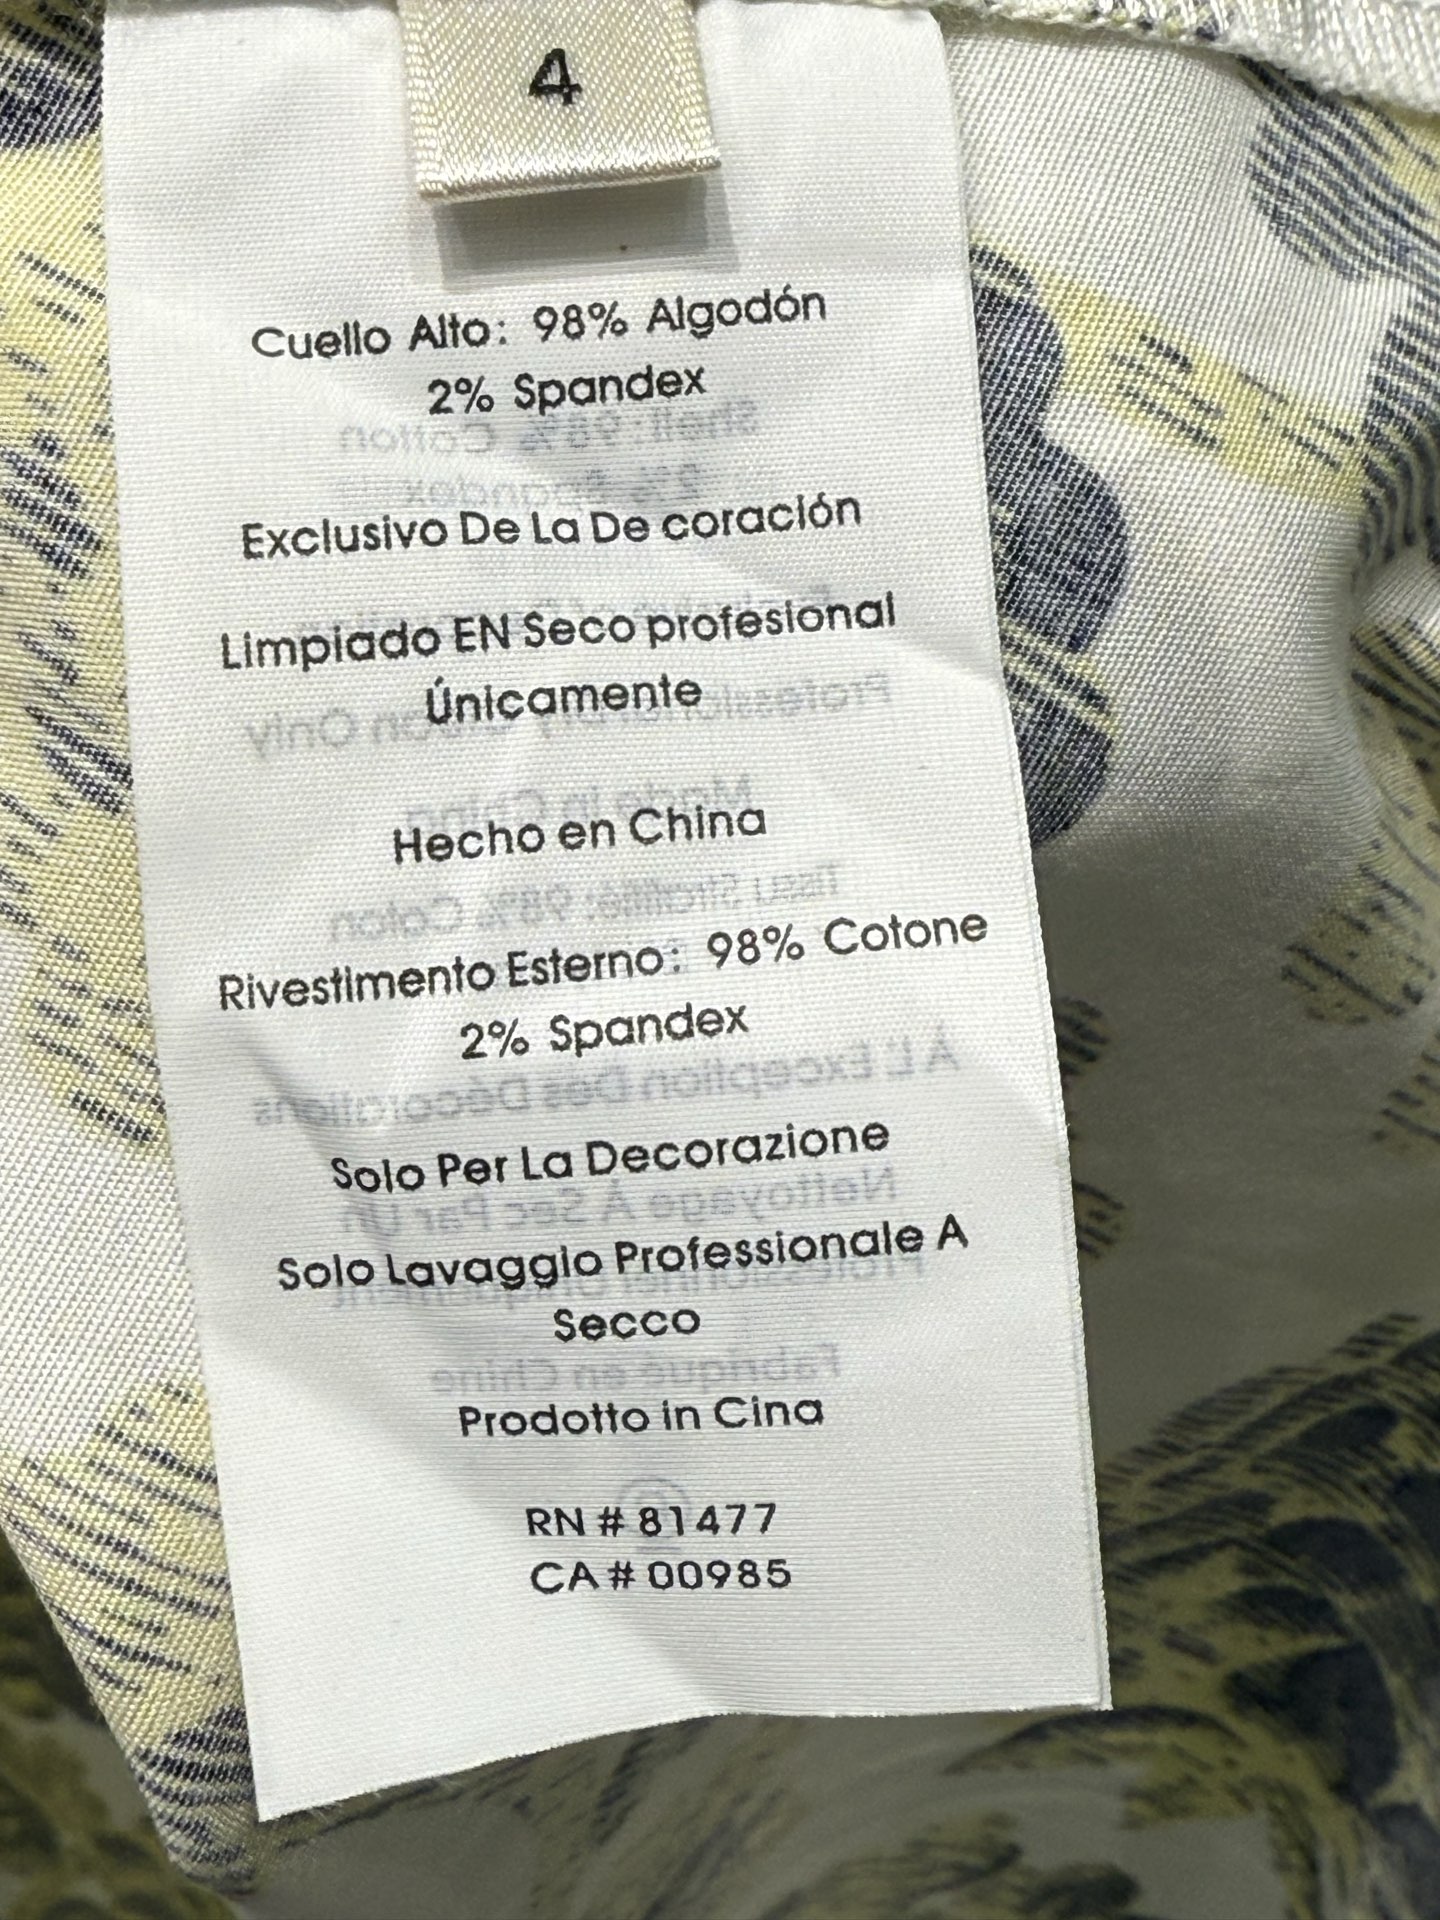 4
Cuello Alto: 98% Algodón
2% Spandex
Exclusivo De La De coración
Limpiado EN Seco profesional
Únicamente
Hecho en China
Rivestimento Esterno: 98% Cotone
2% Spandex
Solo Per La Decorazione
Solo Lavaggio Professionale A
Secco
Prodotto in Cina
RN # 81477
CA # 00985